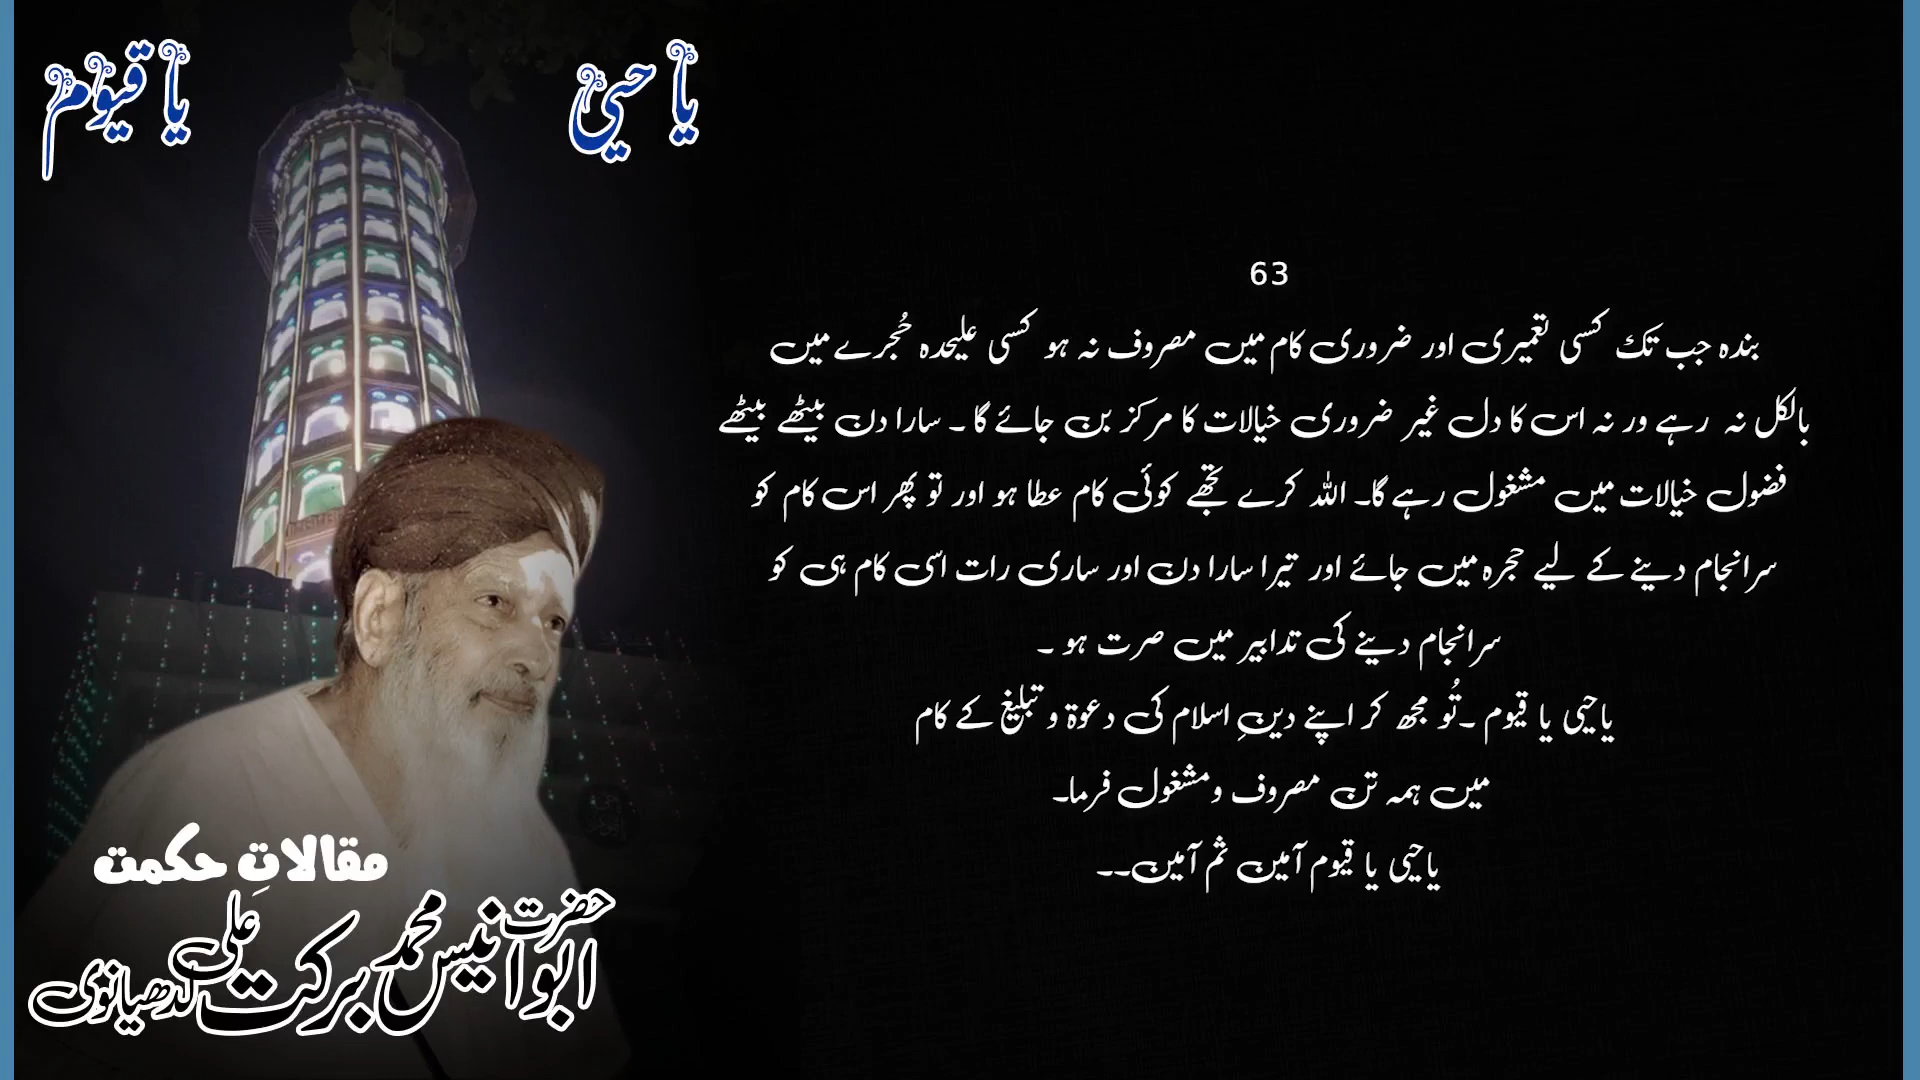 یا حیی
یا قیوم
63
بندہ جب تک کسی تعمیری اور ضروری کام میں مصروف نہ ہو کسی علیحدہ حُجرے میں
بالکل نہ رہے ور نہ اس کا دل غیر ضروری خیالات کا مرکز بن جائے گا ۔ سارا دن بیٹھے بیٹھے
فضول خیالات میں مشغول رہے گا۔ اللہ کرے تجھے کوئی کام عطا ہو اور تو پھر اس کام کو
سرانجام دینے کے لیے حجرہ میں جائے اور تیرا سارا دن اور ساری رات اسی کام ہی کو
سرانجام دینے کی تدابیر میں صرت ہو ۔
یاحیی یا قیوم ۔تُو مجھ کر اپنے دینِ اسلام کی دعوۃ و تبلیغ کے کام
میں ہمہ تن مصروف ومشغول فرما۔
یاحیی یا قیوم آمین ثم آمین۔۔
مقالاتِ حکمت
حضرت
ابوانیس محمد برکت علی لدھیانوی